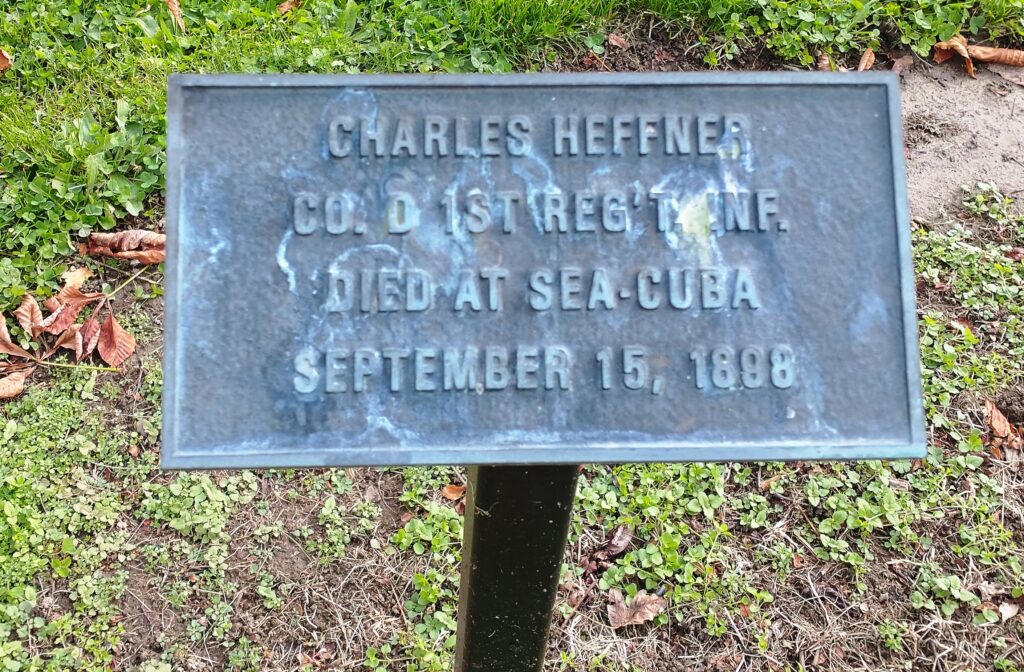 CHARLES HEFFNER
CO. D 1ST REG'T. INF.
DIED AT SEA-CUBA
SEPTEMBER 15, 1898